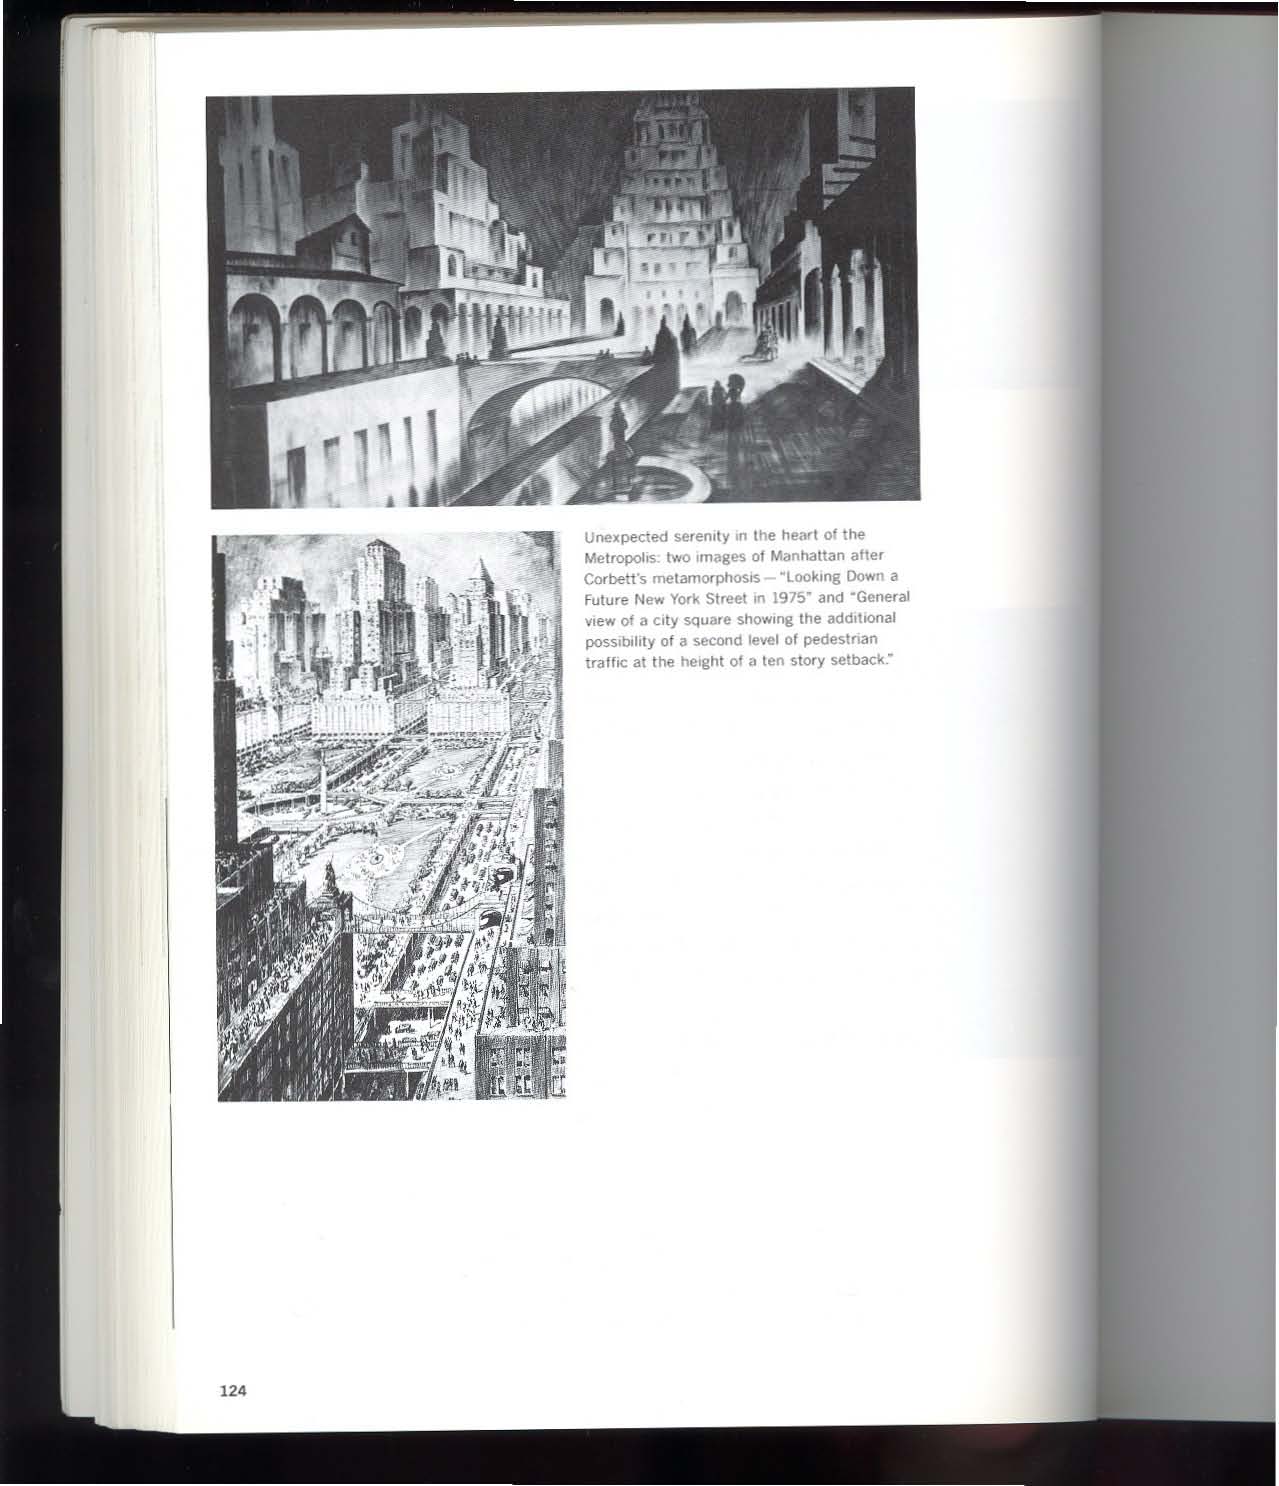 Unexpected serenity in the heart of the
Metropolis: two images of Manhattan after
Corbett's metamorphosis — "Looking Down a
Future New York Street in 1975" and "General
view of a city square showing the additional
possibility of a second level of pedestrian
traffic at the height of a ten story setback."
124